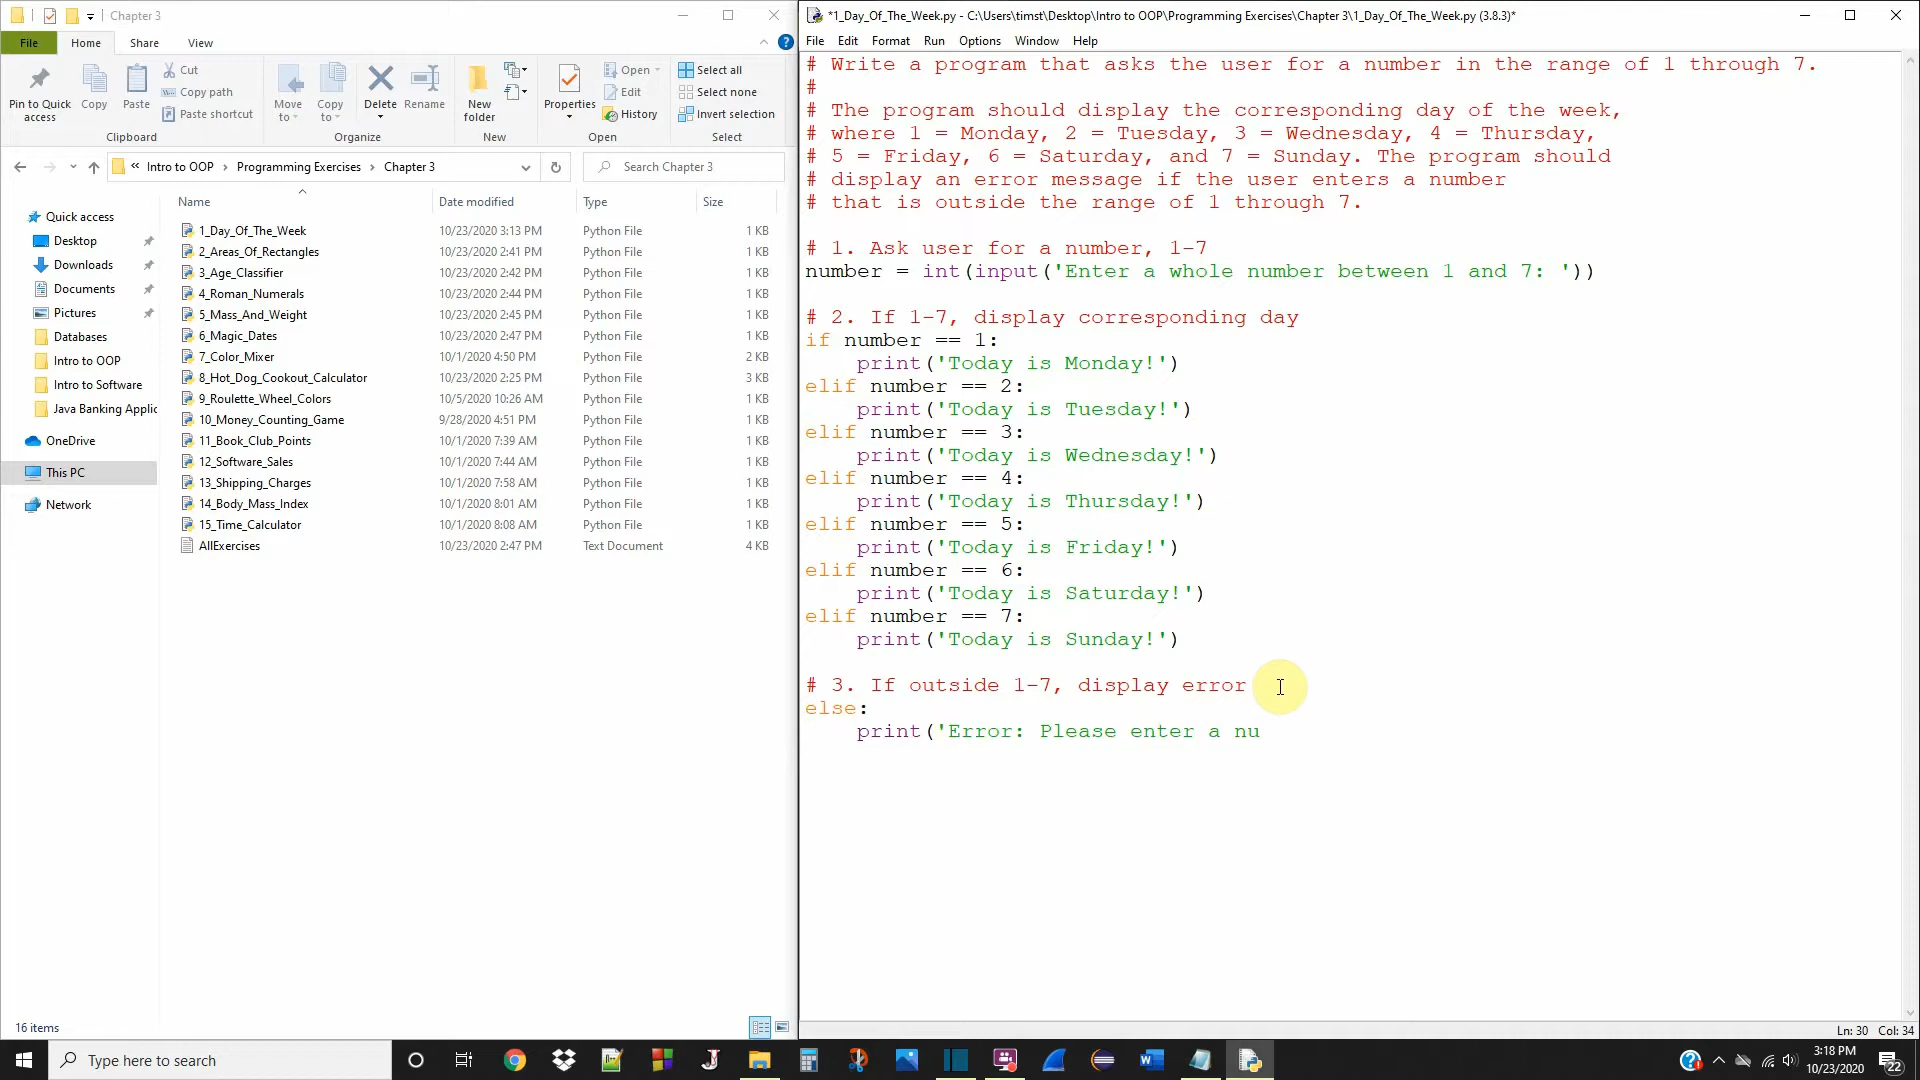 Chapter 3
File Home Share View
Pin to Quick access
Copy
Paste
Cut
Copy path
Paste shortcut
Clipboard
Move to
Copy to
Delete
Rename
Organize
New folder
New
Properties
Open
Edit
History
Open
Select all
Select none
Invert selection
Select
« Intro to OOP › Programming Exercises › Chapter 3
Search Chapter 3
Quick access
Desktop
Downloads
Documents
Pictures
Databases
Intro to OOP
Intro to Software
Java Banking Applic
OneDrive
This PC
Network
Name Date modified Type Size
1_Day_Of_The_Week 10/23/2020 3:13 PM Python File 1 KB
2_Areas_Of_Rectangles 10/23/2020 2:41 PM Python File 1 KB
3_Age_Classifier 10/23/2020 2:42 PM Python File 1 KB
4_Roman_Numerals 10/23/2020 2:44 PM Python File 1 KB
5_Mass_And_Weight 10/23/2020 2:45 PM Python File 1 KB
6_Magic_Dates 10/23/2020 2:47 PM Python File 1 KB
7_Color_Mixer 10/1/2020 4:50 PM Python File 2 KB
8_Hot_Dog_Cookout_Calculator 10/23/2020 2:25 PM Python File 3 KB
9_Roulette_Wheel_Colors 10/5/2020 10:26 AM Python File 1 KB
10_Money_Counting_Game 9/28/2020 4:51 PM Python File 1 KB
11_Book_Club_Points 10/1/2020 7:39 AM Python File 1 KB
12_Software_Sales 10/1/2020 7:44 AM Python File 1 KB
13_Shipping_Charges 10/1/2020 7:58 AM Python File 1 KB
14_Body_Mass_Index 10/1/2020 8:01 AM Python File 1 KB
15_Time_Calculator 10/1/2020 8:08 AM Python File 1 KB
AllExercises 10/23/2020 2:47 PM Text Document 4 KB
16 items
*1_Day_Of_The_Week.py - C:\Users\timst\Desktop\Intro to OOP\Programming Exercises\Chapter 3\1_Day_Of_The_Week.py (3.8.3)*
File Edit Format Run Options Window Help
# Write a program that asks the user for a number in the range of 1 through 7.
#
# The program should display the corresponding day of the week,
# where 1 = Monday, 2 = Tuesday, 3 = Wednesday, 4 = Thursday,
# 5 = Friday, 6 = Saturday, and 7 = Sunday. The program should
# display an error message if the user enters a number
# that is outside the range of 1 through 7.
# 1. Ask user for a number, 1-7
number = int(input('Enter a whole number between 1 and 7: '))
# 2. If 1-7, display corresponding day
if number == 1:
print('Today is Monday!')
elif number == 2:
print('Today is Tuesday!')
elif number == 3:
print('Today is Wednesday!')
elif number == 4:
print('Today is Thursday!')
elif number == 5:
print('Today is Friday!')
elif number == 6:
print('Today is Saturday!')
elif number == 7:
print('Today is Sunday!')
# 3. If outside 1-7, display error
else:
print('Error: Please enter a nu
Ln: 30 Col: 34
Type here to search
3:18 PM
10/23/2020
22